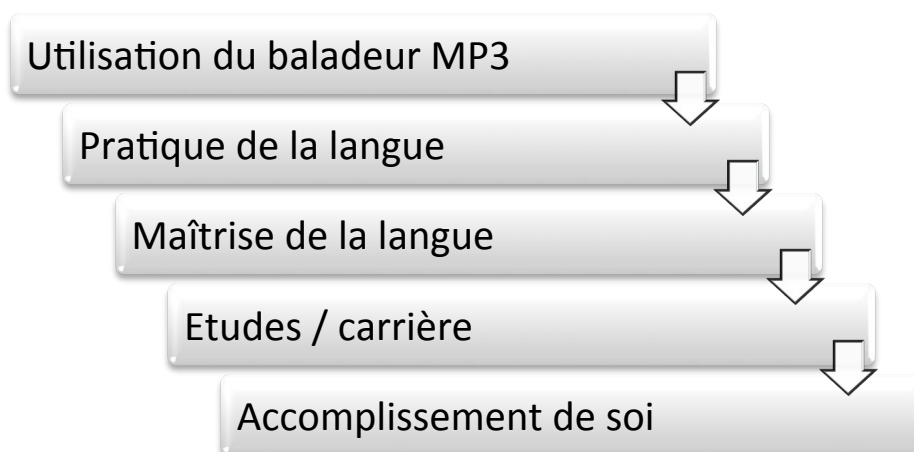 Utilisation du baladeur MP3
Pratique de la langue
Maîtrise de la langue
Etudes / carrière
Accomplissement de soi